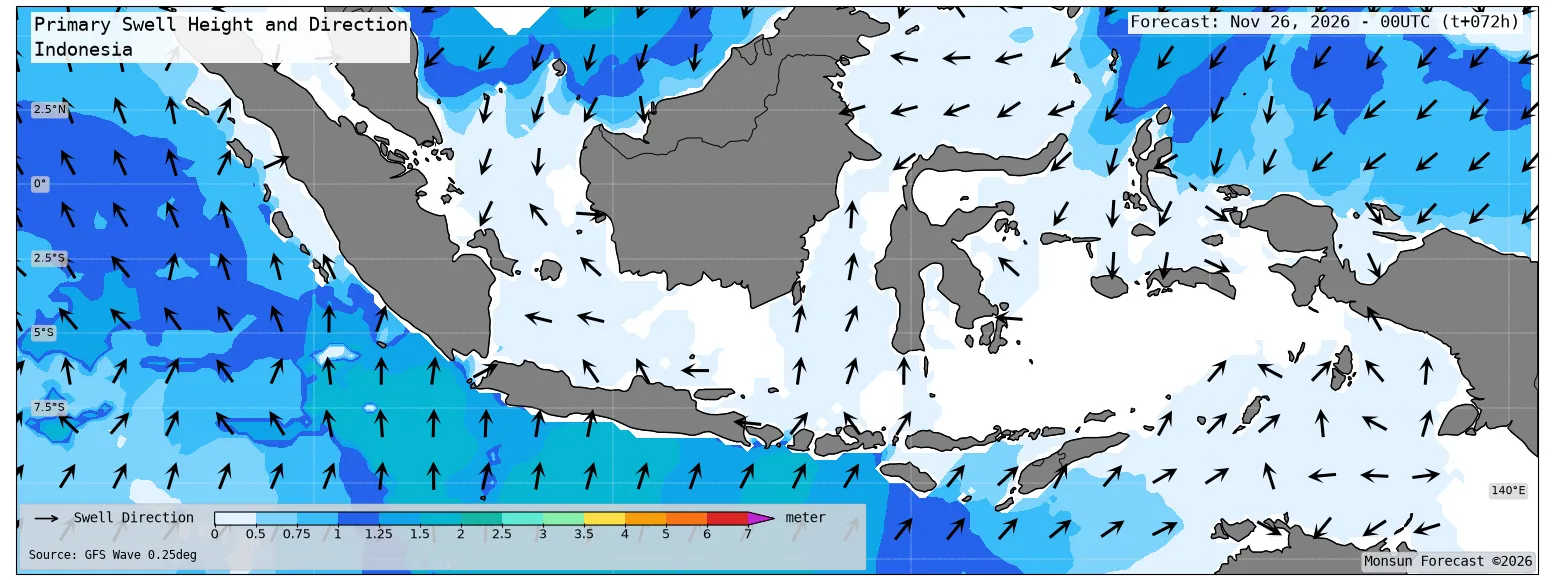 Primary Swell Height and Direction
Indonesia
Forecast: Nov 26, 2026 - 00UTC (t+072h)
2.5°N
0°
2.5°S
5°S
7.5°S
140°E
Swell Direction
meter
0 0.5 0.75 1 1.25 1.5 2 2.5 3 3.5 4 5 6 7
Source: GFS Wave 0.25deg
Monsun Forecast ©2026